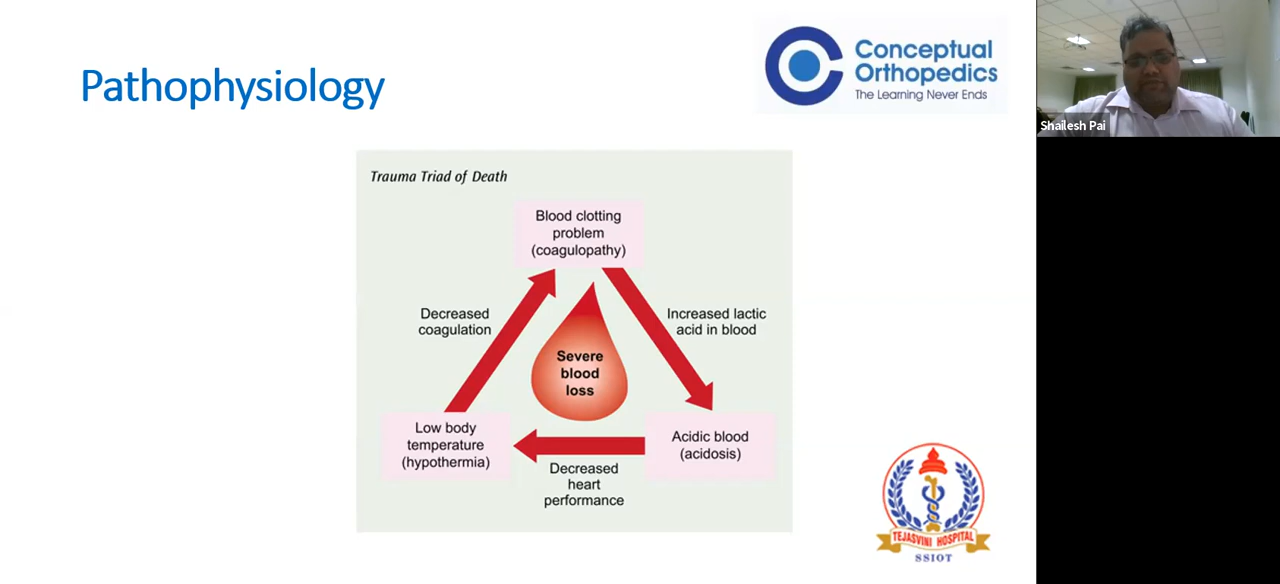 Pathophysiology
Conceptual
Orthopedics
The Learning Never Ends
Shailesh Pai
Trauma Triad of Death
Blood clotting
problem
(coagulopathy)
Decreased
coagulation
Increased lactic
acid in blood
Severe
blood
loss
Low body
temperature
(hypothermia)
Acidic blood
(acidosis)
Decreased
heart
performance
TEJASVINI HOSPITAL
SSIOT